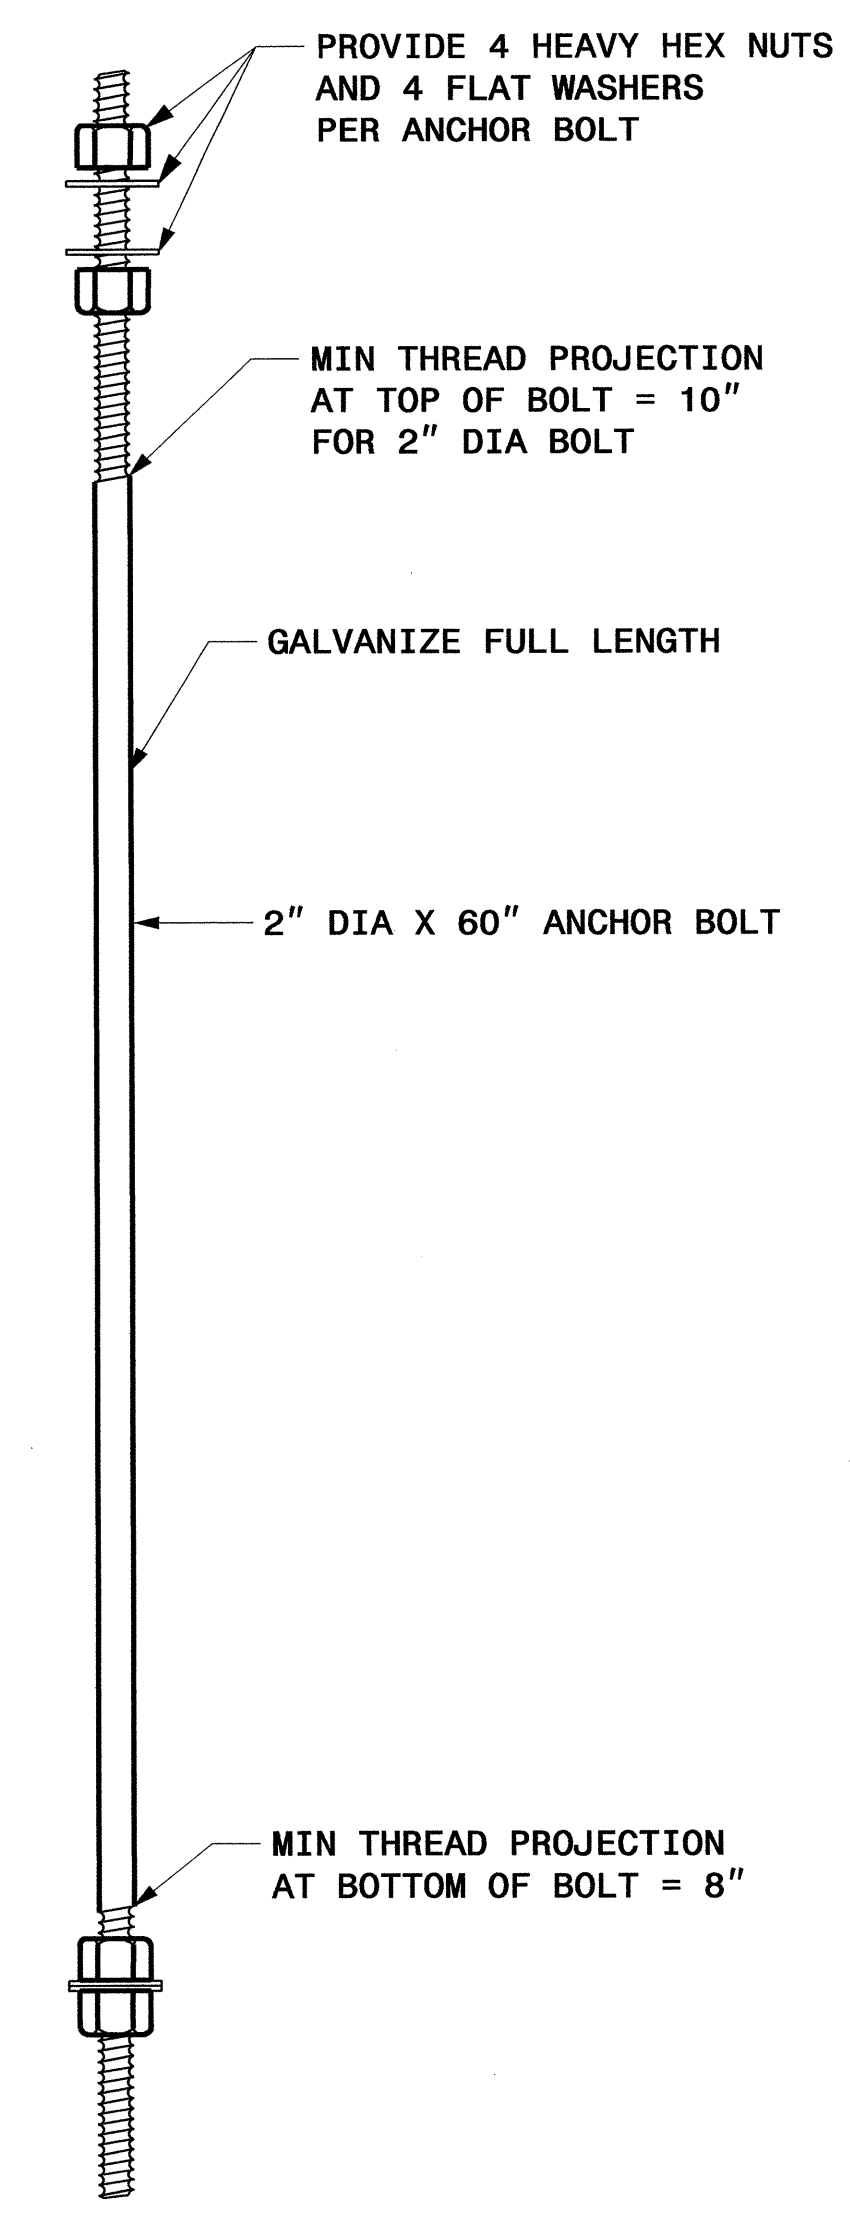 PROVIDE 4 HEAVY HEX NUTS
AND 4 FLAT WASHERS
PER ANCHOR BOLT
MIN THREAD PROJECTION
AT TOP OF BOLT = 10"
FOR 2" DIA BOLT
GALVANIZE FULL LENGTH
2" DIA X 60" ANCHOR BOLT
MIN THREAD PROJECTION
AT BOTTOM OF BOLT = 8"